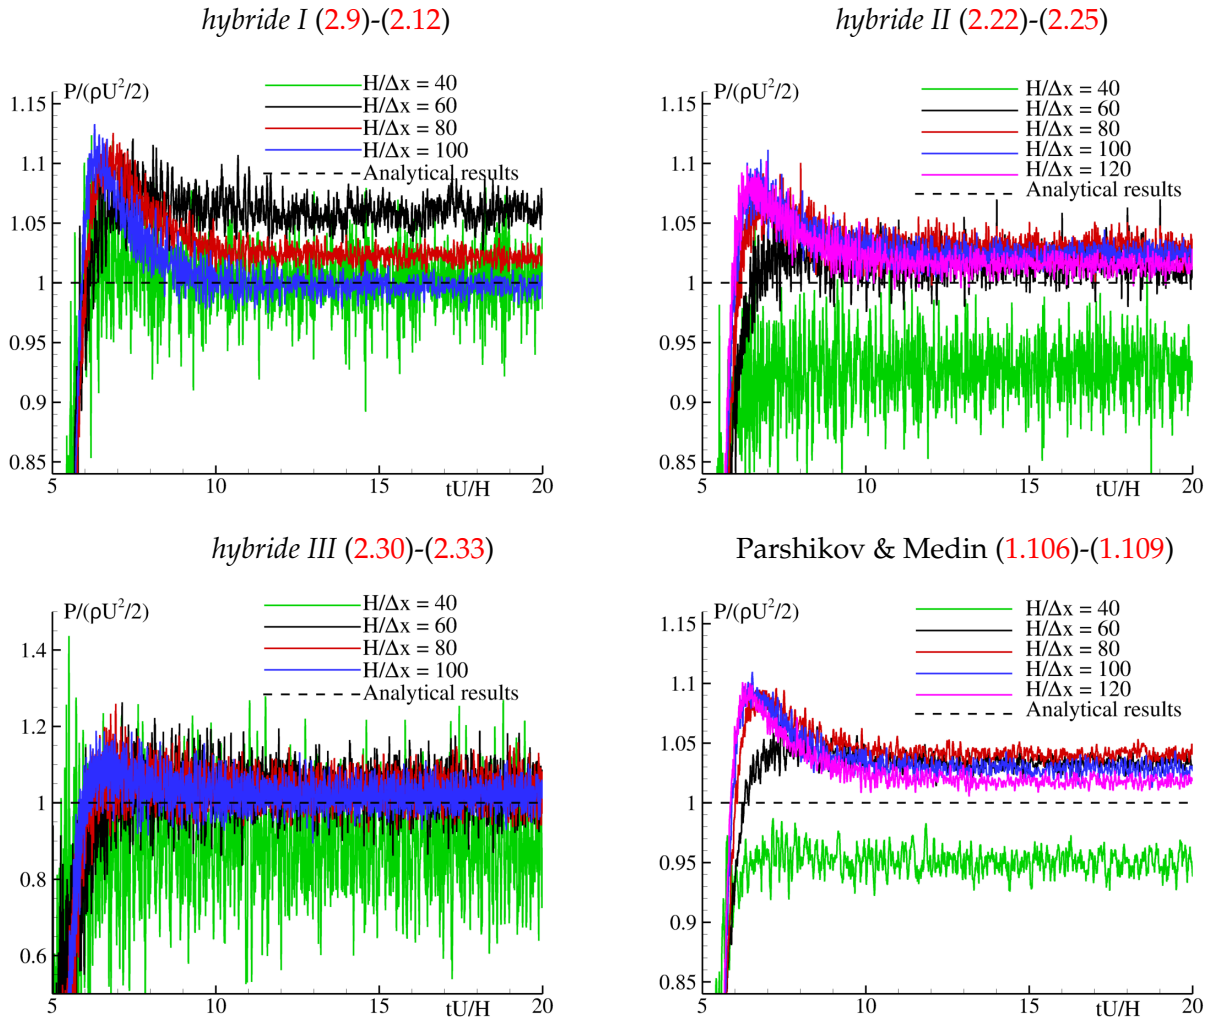 hybride I (2.9)-(2.12)
P/(ρU²/2)
H/Δx = 40
H/Δx = 60
H/Δx = 80
H/Δx = 100
Analytical results
1.15
1.1
1.05
1
0.95
0.9
0.85
5
10
15
20
tU/H
hybride II (2.22)-(2.25)
P/(ρU²/2)
H/Δx = 40
H/Δx = 60
H/Δx = 80
H/Δx = 100
H/Δx = 120
Analytical results
1.15
1.1
1.05
1
0.95
0.9
0.85
5
10
15
20
tU/H
hybride III (2.30)-(2.33)
P/(ρU²/2)
H/Δx = 40
H/Δx = 60
H/Δx = 80
H/Δx = 100
Analytical results
1.4
1.2
1
0.8
0.6
5
10
15
20
tU/H
Parshikov & Medin (1.106)-(1.109)
P/(ρU²/2)
H/Δx = 40
H/Δx = 60
H/Δx = 80
H/Δx = 100
H/Δx = 120
Analytical results
1.15
1.1
1.05
1
0.95
0.9
0.85
5
10
15
20
tU/H